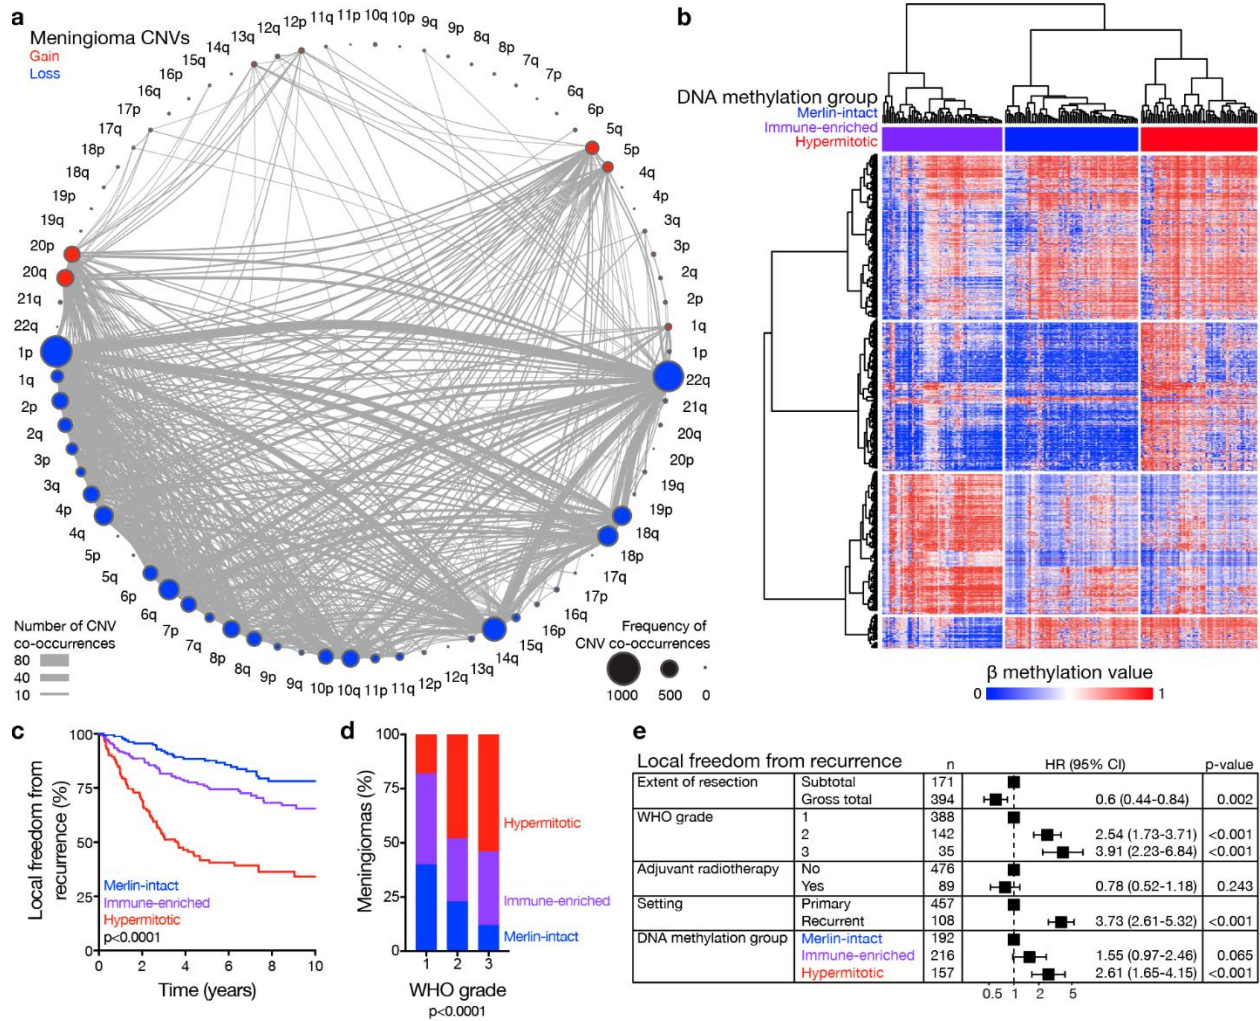 a
Meningioma CNVs
Gain
Loss
14q 13q 12q 12p 11q 11p 10q 10p 9q 9p 8q 8p 7q 7p 6p 6p 5q 5p 4q 4p 3q 3p 2q 2p 1q 1p 22q 21q 20q 20p 19q 19p 18q 18p 17q 17p 16q 16p 15q 14q 13q 12q 12p 11q 11p 10q 10p 9q 9p 8q 8p 7q 7p 6q 6p 5q 5p 4q 4p 3q 3p 2q 2p 1q 1p 22q 21q 20q 20p 19q 19p 18q 18p 17q 17p 16q 16p 15q
Number of CNV
co-occurrences
80
40
10
Frequency of
CNV co-occurrences
1000 500 0
b
DNA methylation group
Merlin-intact
Immune-enriched
Hypermitotic
β methylation value
0 1
c
Local freedom from
recurrence (%)
100
75
50
25
0
Merlin-intact
Immune-enriched
Hypermitotic
p<0.0001
0 2 4 6 8 10
Time (years)
d
Meningiomas (%)
100
75
50
25
0
Hypermitotic
Immune-enriched
Merlin-intact
1 2 3
WHO grade
p<0.0001
e
Local freedom from recurrence n HR (95% CI) p-value
Extent of resection Subtotal 171
Gross total 394 0.6 (0.44-0.84) 0.002
WHO grade 1 388
2 142 2.54 (1.73-3.71) <0.001
3 35 3.91 (2.23-6.84) <0.001
Adjuvant radiotherapy No 476
Yes 89 0.78 (0.52-1.18) 0.243
Setting Primary 457
Recurrent 108 3.73 (2.61-5.32) <0.001
DNA methylation group Merlin-intact 192
Immune-enriched 216 1.55 (0.97-2.46) 0.065
Hypermitotic 157 2.61 (1.65-4.15) <0.001
0.5 1 2 5